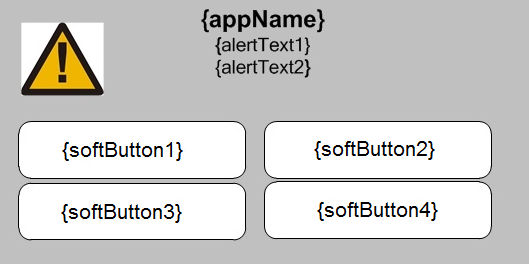 {appName}
{alertText1}
{alertText2}
{softButton1}
{softButton2}
{softButton3}
{softButton4}